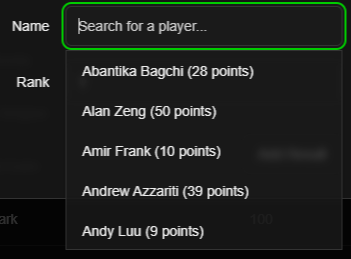 Name
Search for a player...
Rank
Abantika Bagchi (28 points)
Alan Zeng (50 points)
Amir Frank (10 points)
Andrew Azzariti (39 points)
ark
100
Andy Luu (9 points)